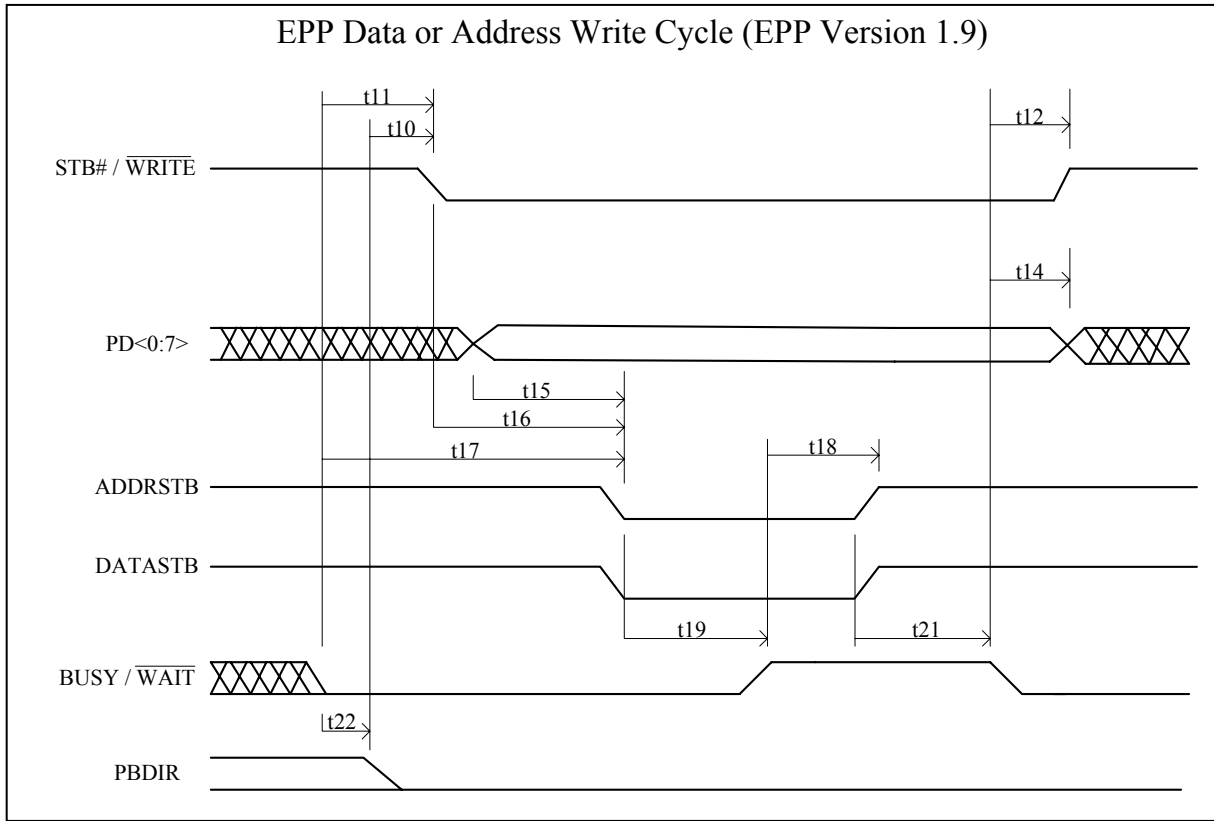 EPP Data or Address Write Cycle (EPP Version 1.9)
t11
t10
t12
STB# / WRITE
t14
PD<0:7>
t15
t16
t17
t18
ADDRSTB
DATASTB
t19
t21
BUSY / WAIT
t22
PBDIR